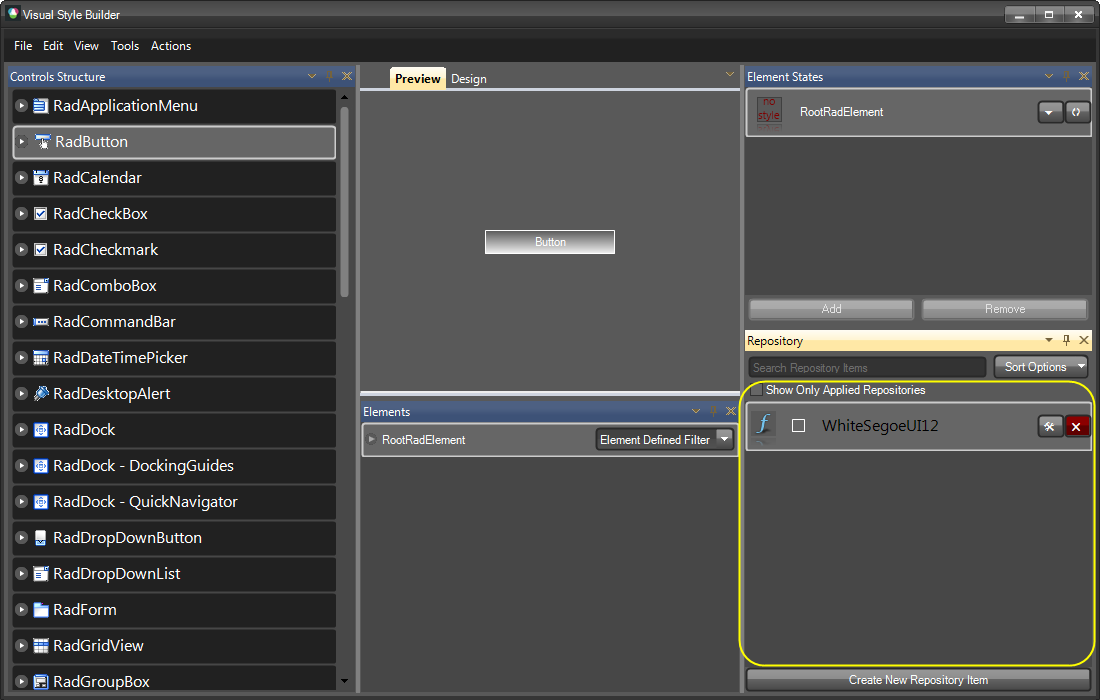 Visual Style Builder
File Edit View Tools Actions
Controls Structure
RadApplicationMenu
RadButton
RadCalendar
RadCheckBox
RadCheckmark
RadComboBox
RadCommandBar
RadDateTimePicker
RadDesktopAlert
RadDock
RadDock - DockingGuides
RadDock - QuickNavigator
RadDropDownButton
RadDropDownList
RadForm
RadGridView
RadGroupBox
Preview Design
Button
Elements
RootRadElement Element Defined Filter
Element States
no style RootRadElement
Add Remove
Repository
Search Repository Items Sort Options
Show Only Applied Repositories
f WhiteSegoeUI12
Create New Repository Item